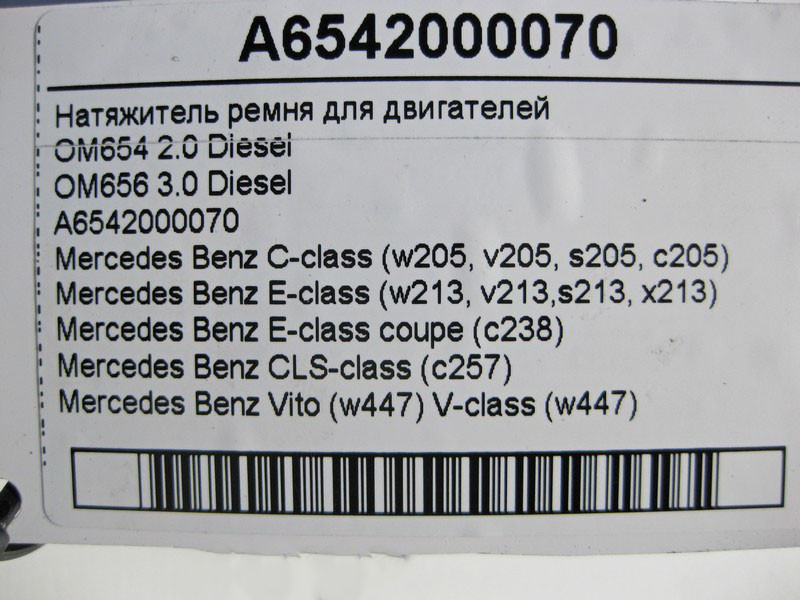 A6542000070
Натяжитель ремня для двигателей
OM654 2.0 Diesel
OM656 3.0 Diesel
A6542000070
Mercedes Benz C-class (w205, v205, s205, c205)
Mercedes Benz E-class (w213, v213,s213, x213)
Mercedes Benz E-class coupe (c238)
Mercedes Benz CLS-class (c257)
Mercedes Benz Vito (w447) V-class (w447)